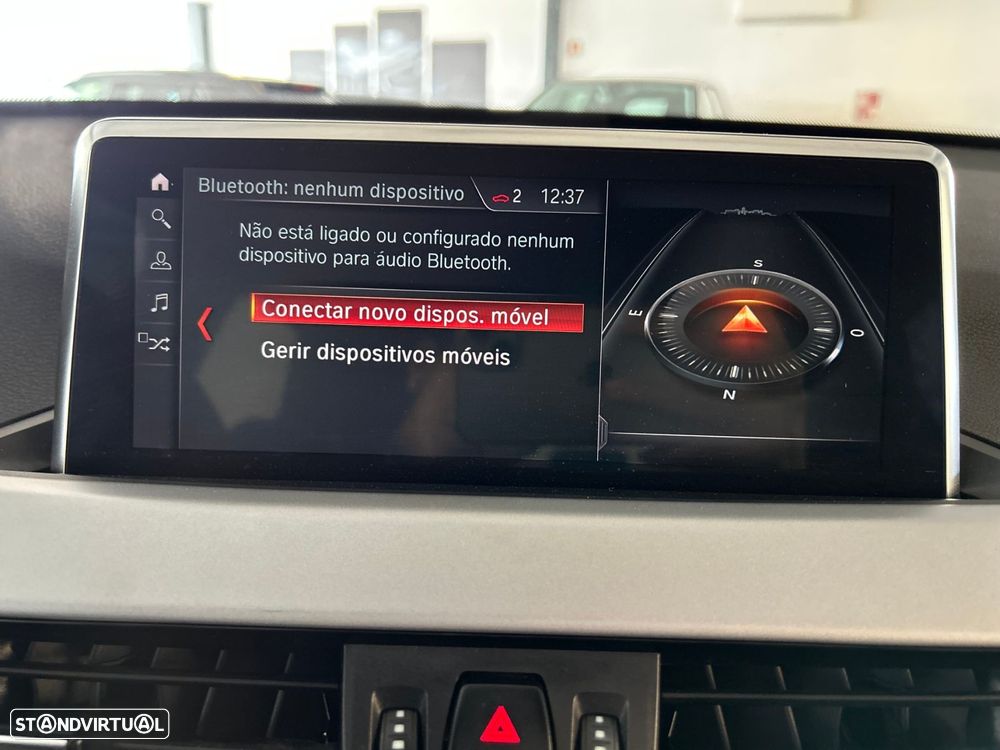 Bluetooth: nenhum dispositivo
2 12:37
Não está ligado ou configurado nenhum
dispositivo para áudio Bluetooth.
Conectar novo dispos. móvel
Gerir dispositivos móveis
S
E
O
N
STANDVIRTUAL